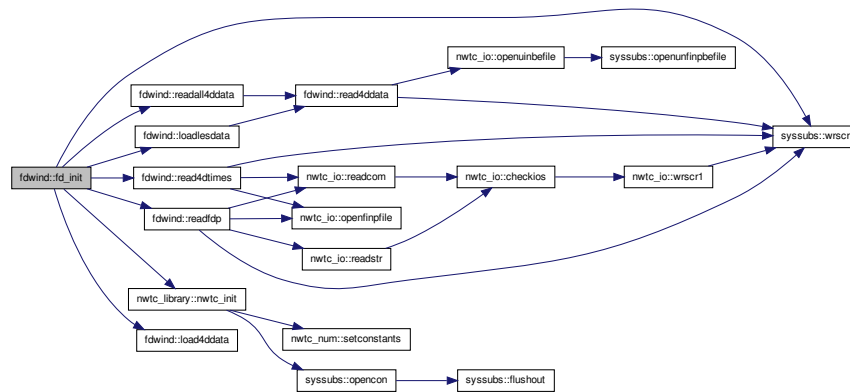 nwtc_io::openuinbefile
syssubs::openunfinpbefile
fdwind::readall4ddata
fdwind::read4ddata
fdwind::loadlesdata
syssubs::wrscr
fdwind::fd_init
fdwind::read4dtimes
nwtc_io::readcom
nwtc_io::checkios
nwtc_io::wrscr1
fdwind::readfdp
nwtc_io::openfinpfile
nwtc_io::readstr
nwtc_library::nwtc_init
fdwind::load4ddata
nwtc_num::setconstants
syssubs::opencon
syssubs::flushout